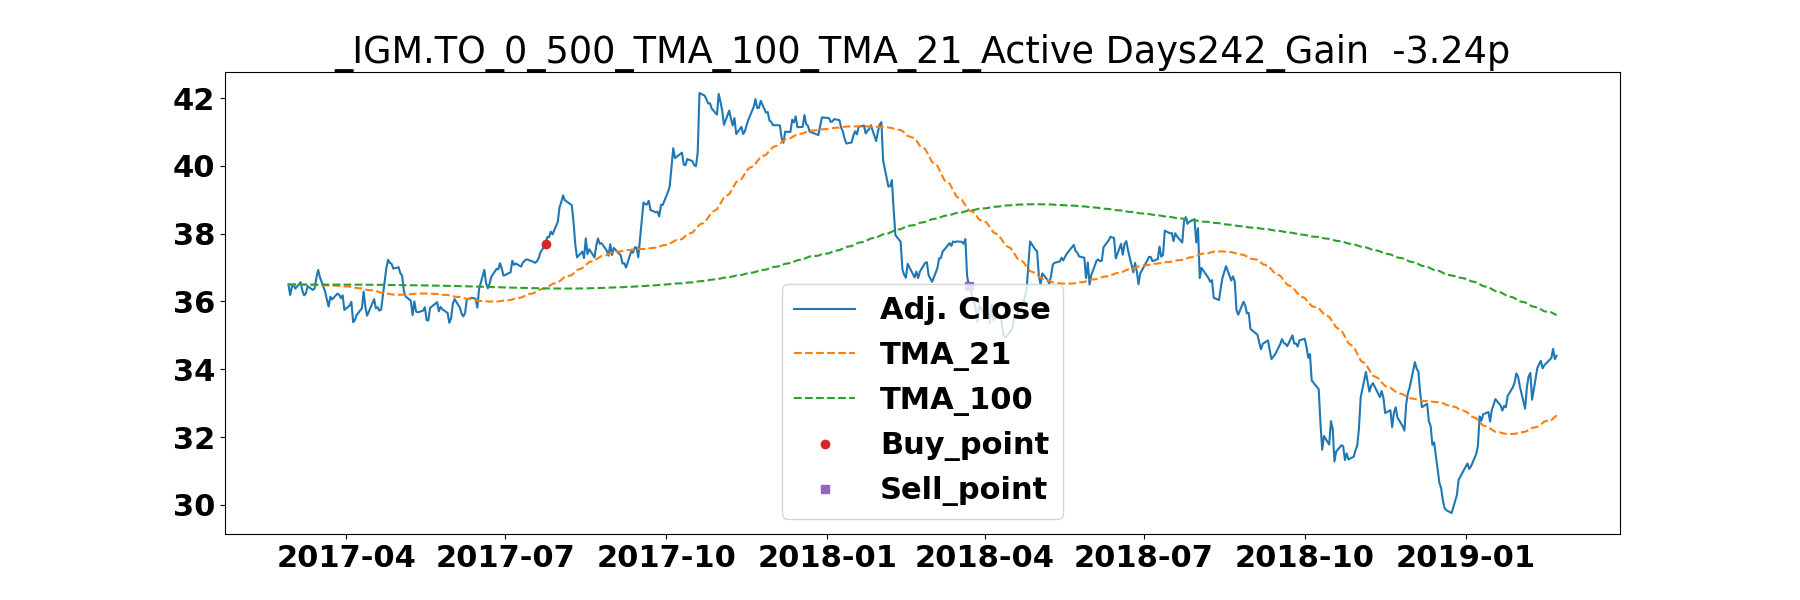 _IGM.TO_0_500_TMA_100_TMA_21_Active Days242_Gain  -3.24p
42
40
38
36
34
32
30
Adj. Close
TMA_21
TMA_100
Buy_point
Sell_point
2017-04 2017-07 2017-10 2018-01 2018-04 2018-07 2018-10 2019-01